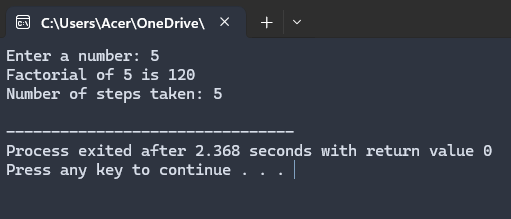 C:\Users\Acer\OneDrive\
Enter a number: 5
Factorial of 5 is 120
Number of steps taken: 5
--------------------------------
Process exited after 2.368 seconds with return value 0
Press any key to continue . . .